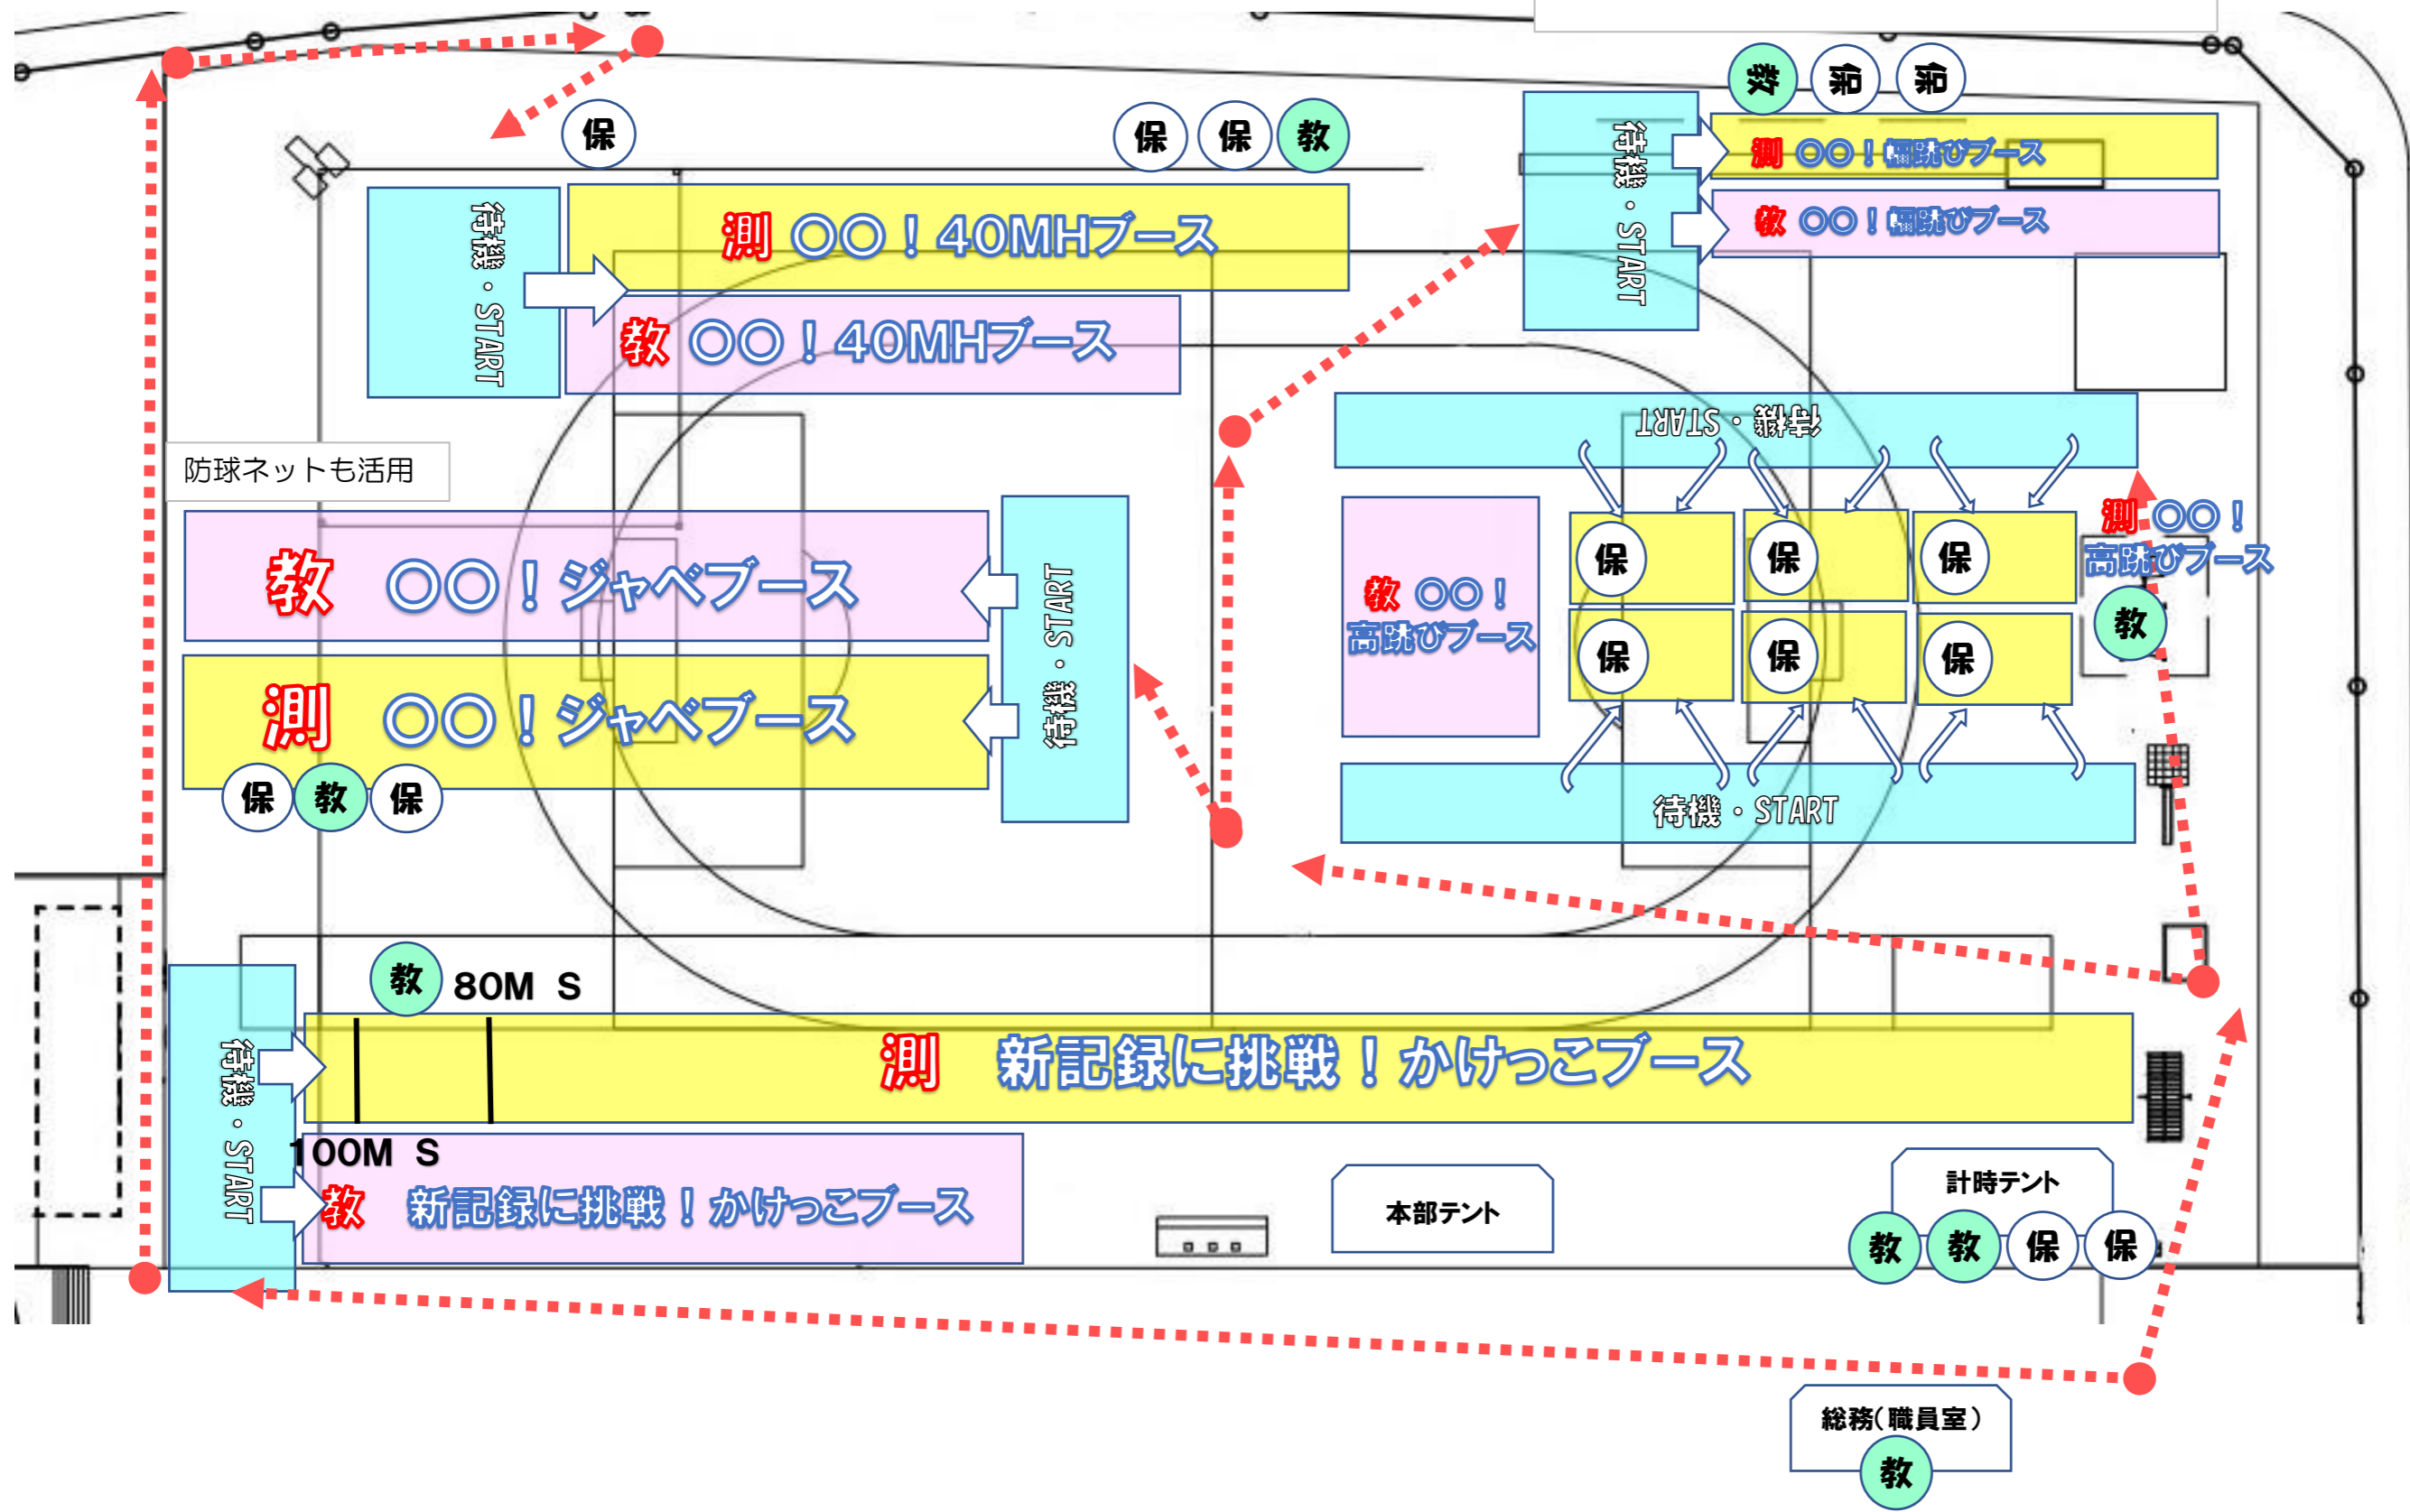 教 保 保
保
保 保 教
待機・START
測 〇〇！幅跳びブース
教 〇〇！幅跳びブース
待機・START
測 〇〇！４０ＭＨブース
教 〇〇！４０ＭＨブース
待機・START
防球ネットも活用
教 〇〇！ジャベブース
測 〇〇！ジャベブース
待機・START
保 教 保
教 〇〇！
高跳びブース
保 保 保
保 保 保
測 〇〇！
高跳びブース
教
待機・START
教
80M S
待機・START
測 新記録に挑戦！かけっこブース
100M S
教 新記録に挑戦！かけっこブース
本部テント
計時テント
教 教 保 保
総務(職員室)
教